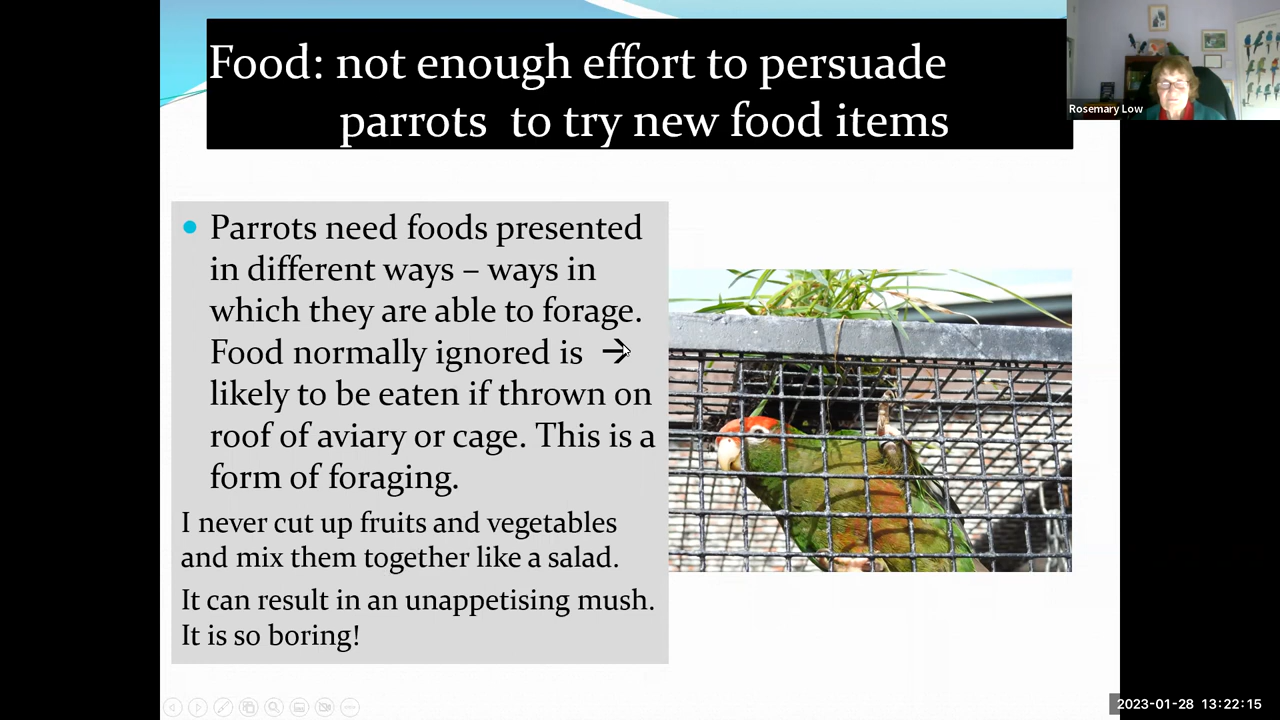 Food: not enough effort to persuade
parrots to try new food items
Rosemary Low
Parrots need foods presented
in different ways – ways in
which they are able to forage.
Food normally ignored is →
likely to be eaten if thrown on
roof of aviary or cage. This is a
form of foraging.
I never cut up fruits and vegetables
and mix them together like a salad.
It can result in an unappetising mush.
It is so boring!
2023-01-28 13:22:15